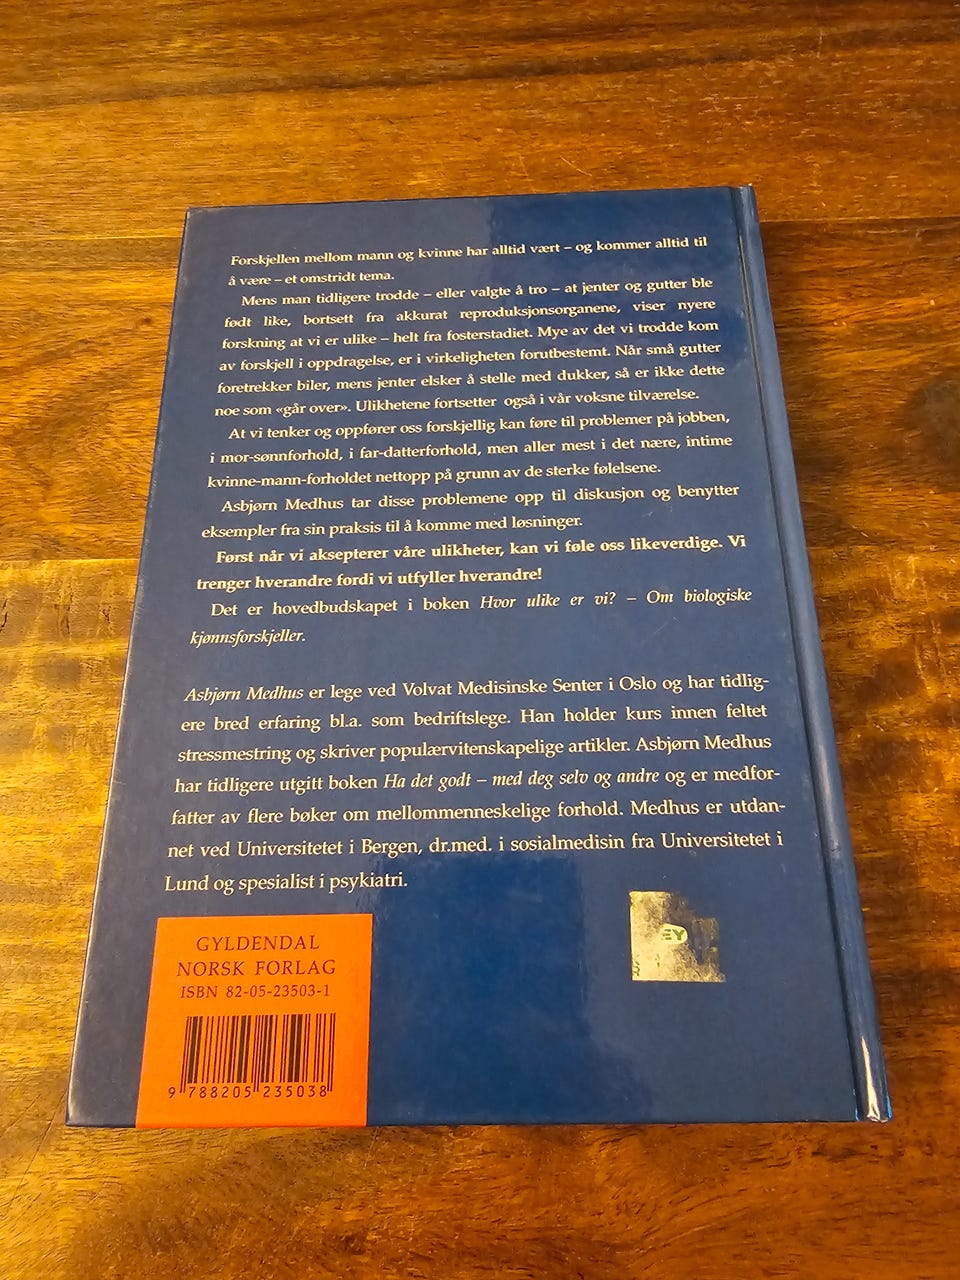 Forskjellen mellom mann og kvinne har alltid vært – og kommer alltid til
å være – et omstridt tema.
Mens man tidligere trodde – eller valgte å tro – at jenter og gutter ble
født like, bortsett fra akkurat reproduksjonsorganene, viser nyere
forskning at vi er ulike – helt fra fosterstadiet. Mye av det vi trodde kom
av forskjell i oppdragelse, er i virkeligheten forutbestemt. Når små gutter
foretrekker biler, mens jenter elsker å stelle med dukker, så er ikke dette
noe som «går over». Ulikhetene fortsetter også i vår voksne tilværelse.
At vi tenker og oppfører oss forskjellig kan føre til problemer på jobben,
i mor-sønnforhold, i far-datterforhold, men aller mest i det nære, intime
kvinne-mann-forholdet nettopp på grunn av de sterke følelsene.
Asbjørn Medhus tar disse problemene opp til diskusjon og benytter
eksempler fra sin praksis til å komme med løsninger.
Først når vi aksepterer våre ulikheter, kan vi føle oss likeverdige. Vi
trenger hverandre fordi vi utfyller hverandre!
Det er hovedbudskapet i boken Hvor ulike er vi? – Om biologiske
kjønnsforskjeller.
Asbjørn Medhus er lege ved Volvat Medisinske Senter i Oslo og har tidlig-
ere bred erfaring bl.a. som bedriftslege. Han holder kurs innen feltet
stressmestring og skriver populærvitenskapelige artikler. Asbjørn Medhus
har tidligere utgitt boken Ha det godt – med deg selv og andre og er medfor-
fatter av flere bøker om mellommenneskelige forhold. Medhus er utdan-
net ved Universitetet i Bergen, dr.med. i sosialmedisin fra Universitetet i
Lund og spesialist i psykiatri.
GYLDENDAL
NORSK FORLAG
ISBN 82-05-23503-1
9 788205 235038
EY